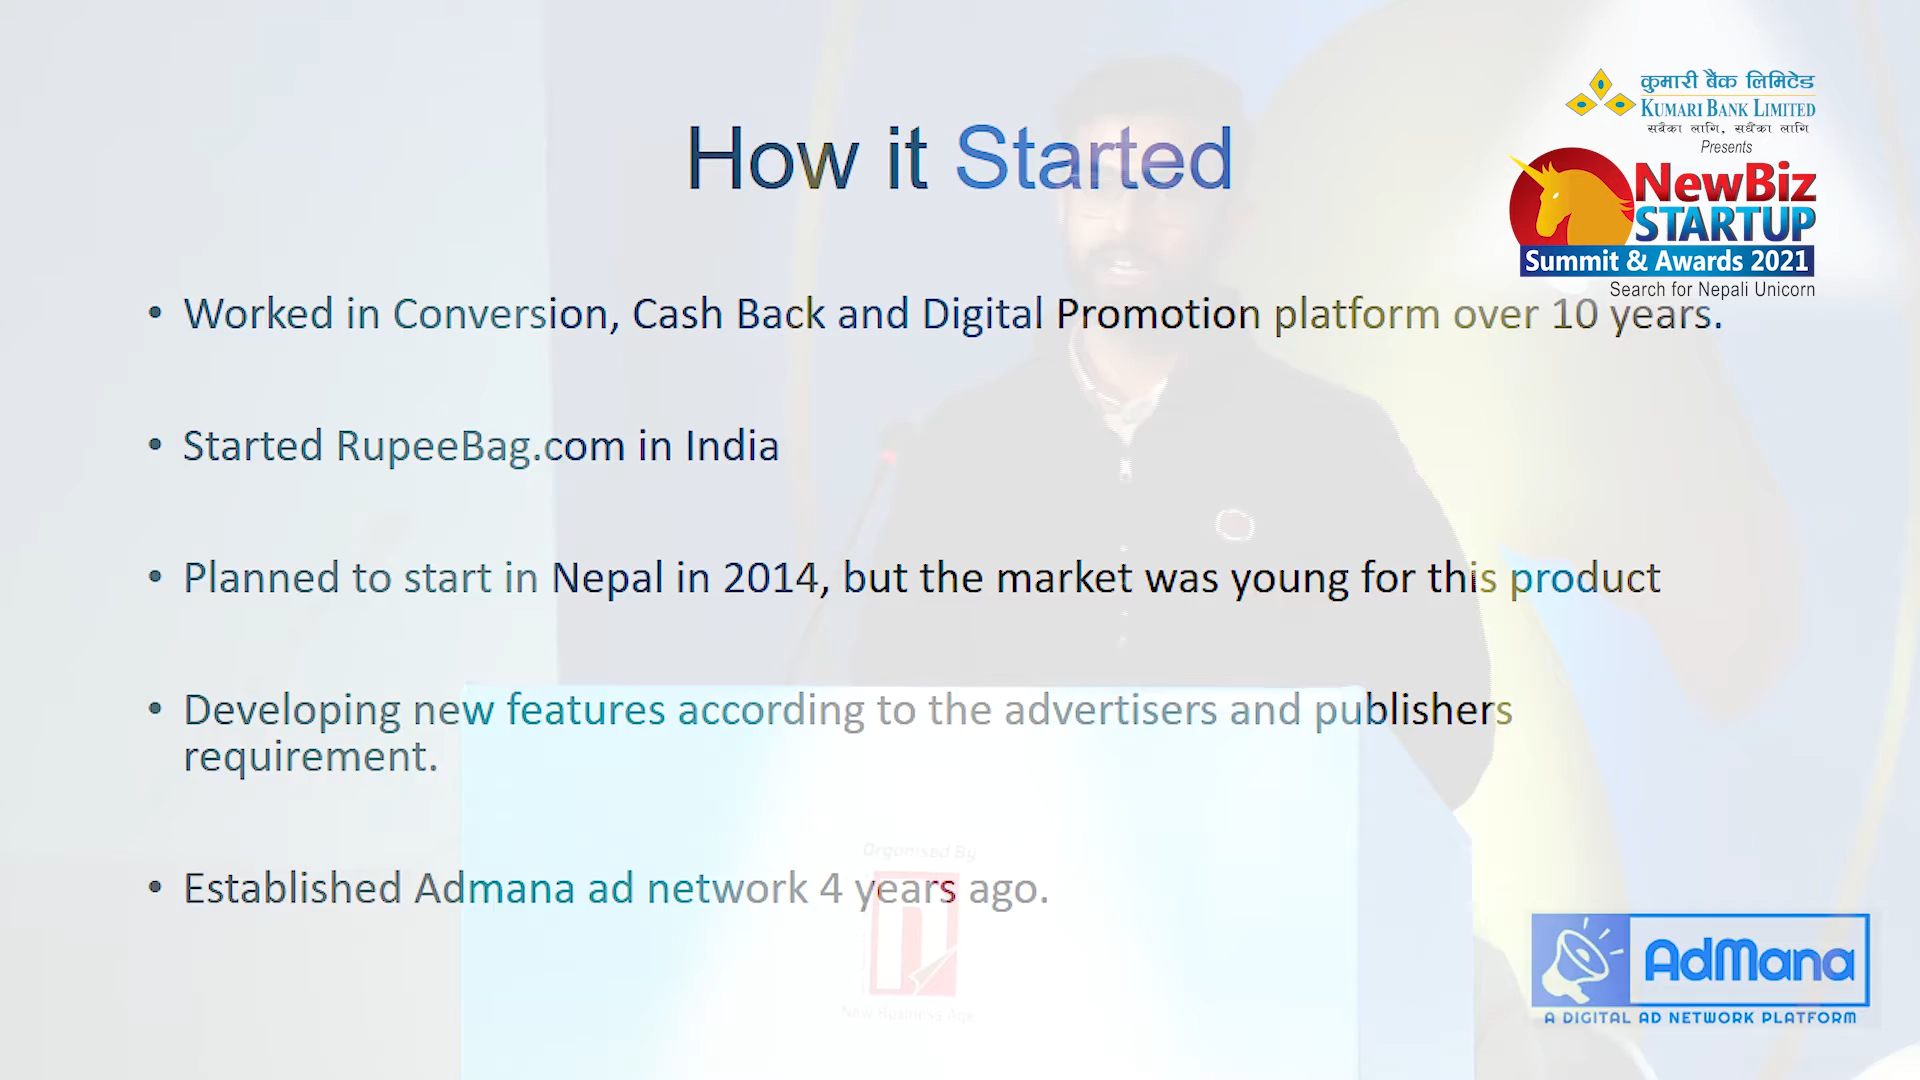 How it Started
कुमारी बैंक लिमिटेड
KUMARI BANK LIMITED
सबैका लागि, सधैंका लागि
Presents
NewBiz
STARTUP
Summit & Awards 2021
Search for Nepali Unicorn
• Worked in Conversion, Cash Back and Digital Promotion platform over 10 years.
• Started RupeeBag.com in India
• Planned to start in Nepal in 2014, but the market was young for this product
• Developing new features according to the advertisers and publishers
requirement.
• Established Admana ad network 4 years ago.
Organised By
New Business Age
AdMana
A DIGITAL AD NETWORK PLATFORM